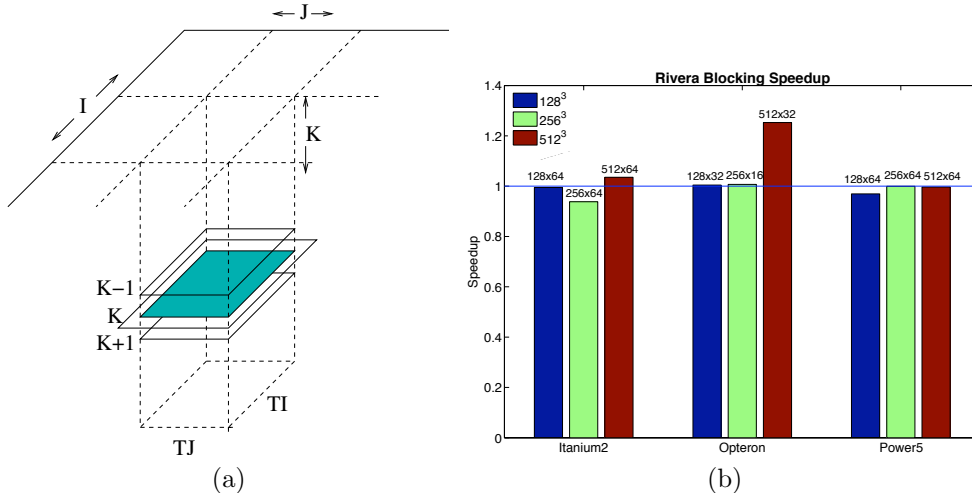 J
I
K
K−1
K
K+1
TI
TJ
(a)
Rivera Blocking Speedup
1.4
1.2
1
0.8
0.6
0.4
0.2
0
Speedup
128³
256³
512³
128x64
256x64
512x64
128x32
256x16
512x32
128x64
256x64
512x64
Itanium2
Opteron
Power5
(b)